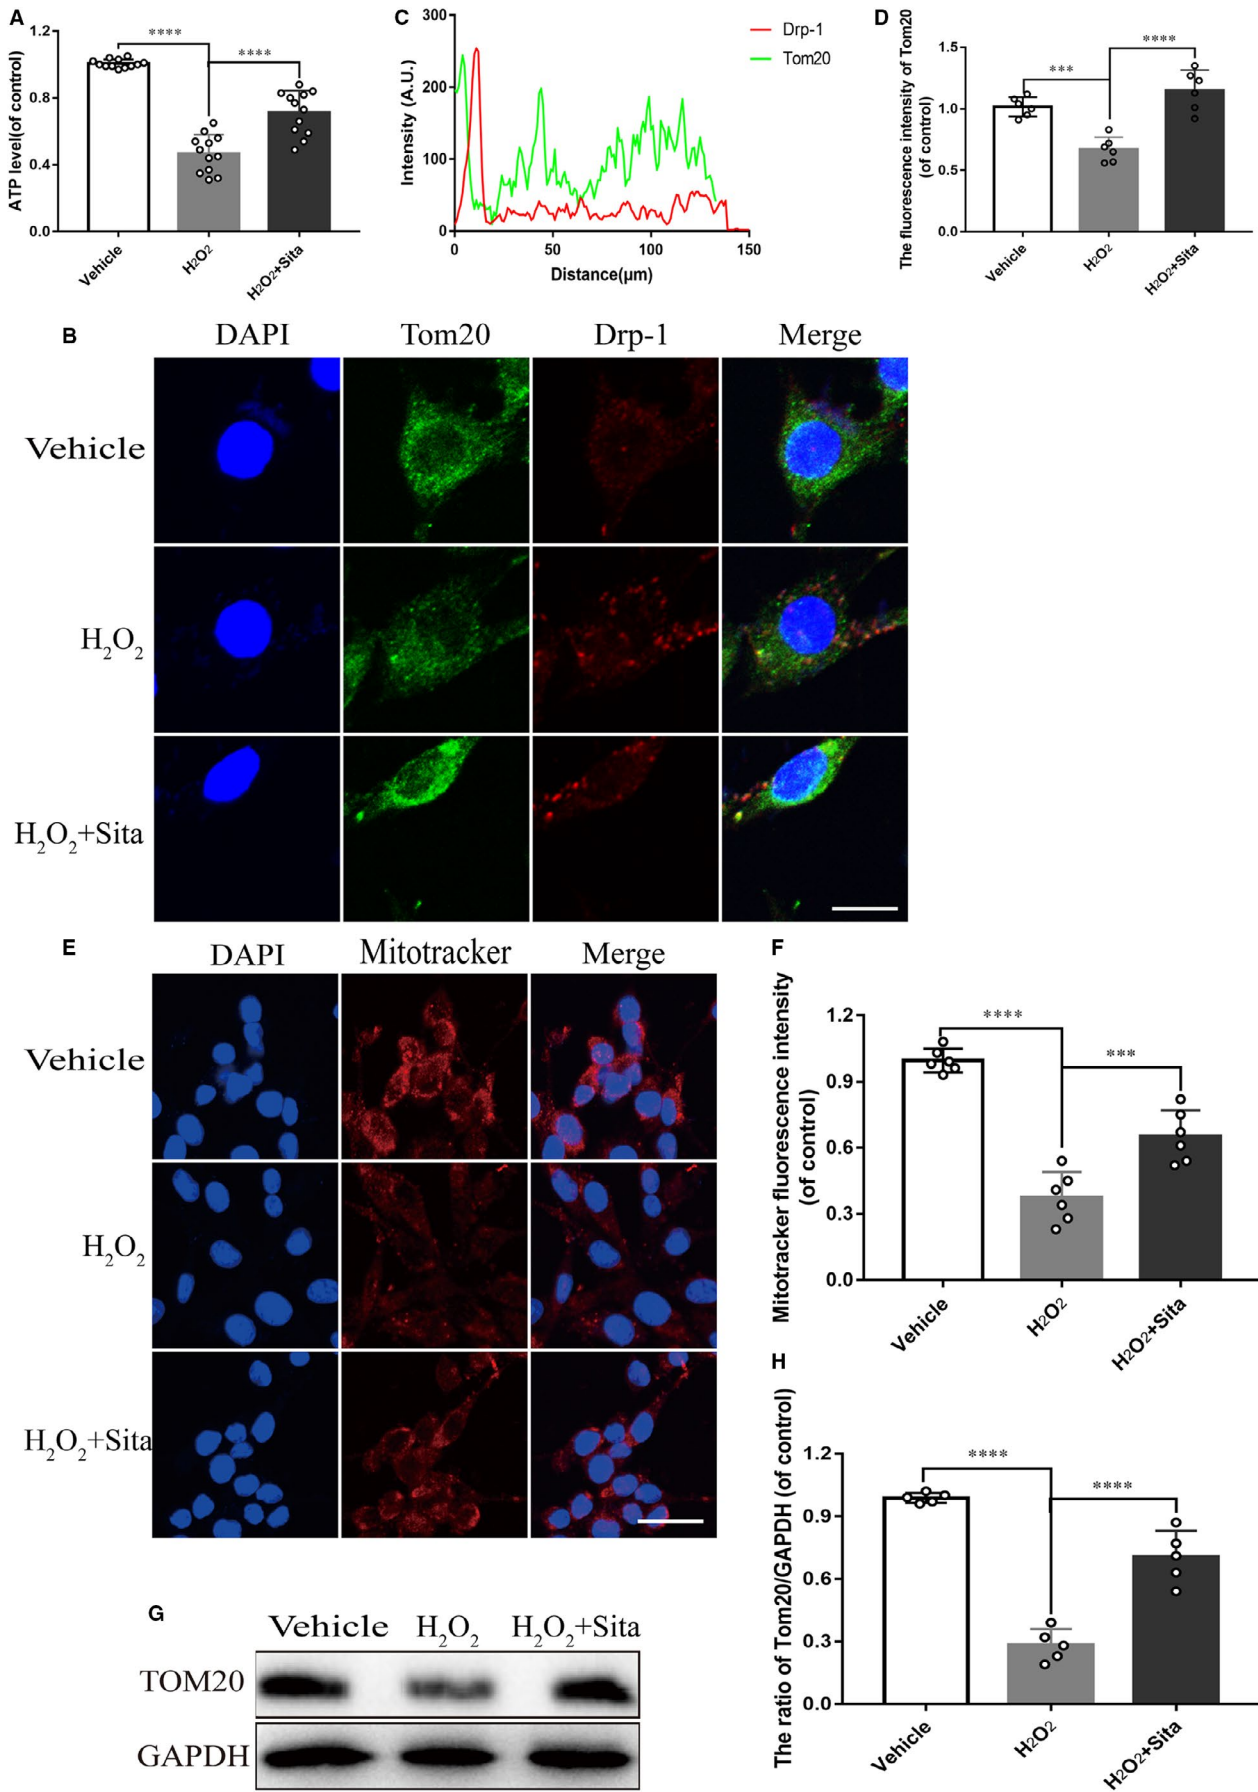 A
ATP level(of control)
1.2
0.8
0.4
0.0
****
****
Vehicle
H2O2
H2O2+Sita
C
Intensity (A.U.)
300
200
100
0
0 50 100 150
Distance(μm)
Drp-1
Tom20
D
The fluorescence intensity of Tom20
(of control)
1.5
1.0
0.5
0.0
***
****
Vehicle
H2O2
H2O2+Sita
B
DAPI Tom20 Drp-1 Merge
Vehicle
H2O2
H2O2+Sita
E
DAPI Mitotracker Merge
Vehicle
H2O2
H2O2+Sita
F
Mitotracker fluorescence intensity
(of control)
1.2
0.9
0.6
0.3
0.0
****
***
Vehicle
H2O2
H2O2+Sita
G
Vehicle H2O2 H2O2+Sita
TOM20
GAPDH
H
The ratio of Tom20/GAPDH (of control)
1.2
0.9
0.6
0.3
0.0
****
****
Vehicle
H2O2
H2O2+Sita